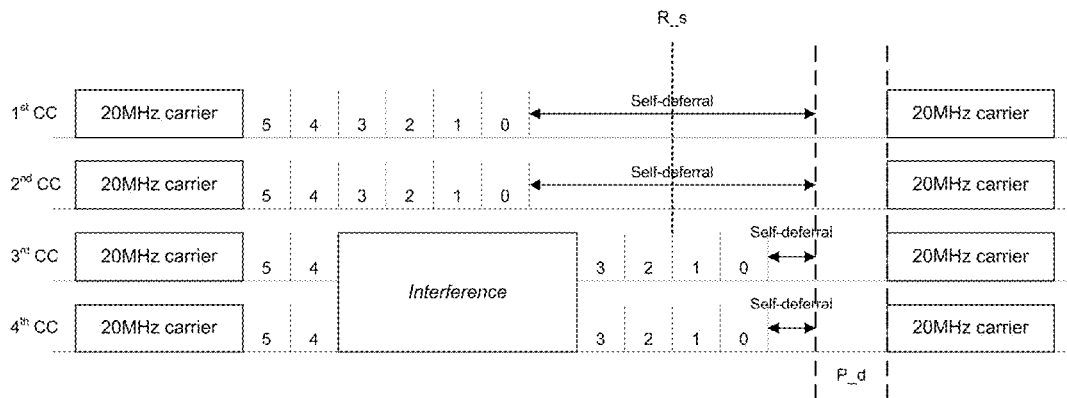 R_s
1st CC 20MHz carrier 5 4 3 2 1 0 Self-deferral 20MHz carrier
2nd CC 20MHz carrier 5 4 3 2 1 0 Self-deferral 20MHz carrier
Self-deferral
3rd CC 20MHz carrier 5 4 3 2 1 0 20MHz carrier
Interference
Self-deferral
4th CC 20MHz carrier 5 4 3 2 1 0 20MHz carrier
P_d